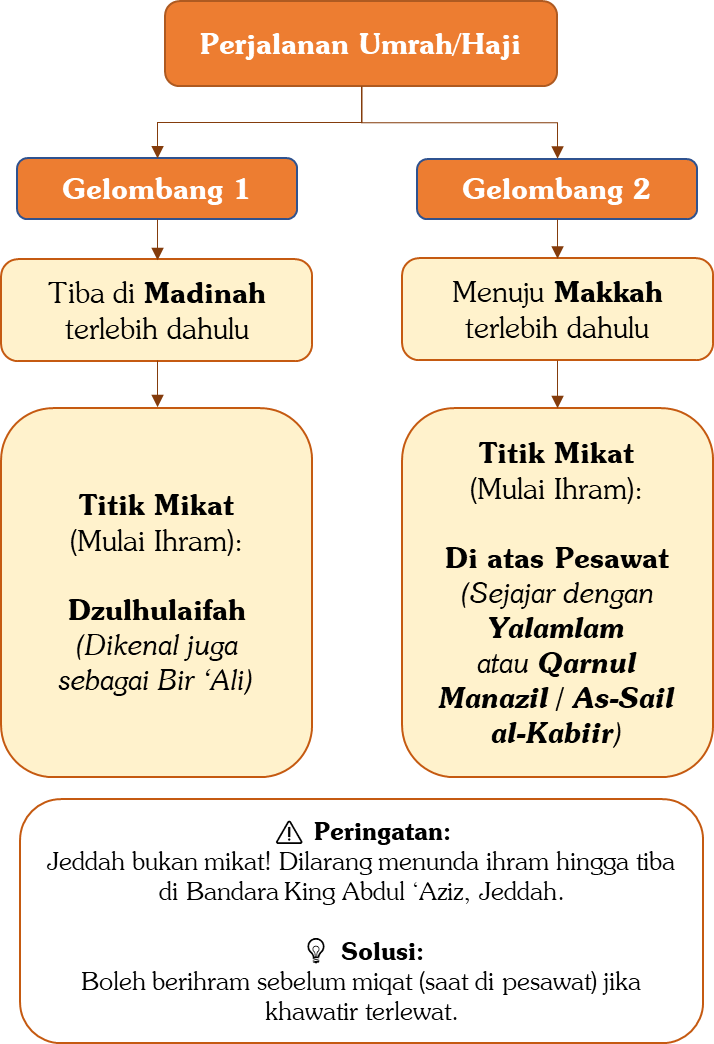 Perjalanan Umrah/Haji
Gelombang 1
Gelombang 2
Tiba di Madinah
terlebih dahulu
Menuju Makkah
terlebih dahulu
Titik Mikat
(Mulai Ihram):
Dzulhulaifah
(Dikenal juga
sebagai Bir ‘Ali)
Titik Mikat
(Mulai Ihram):
Di atas Pesawat
(Sejajar dengan
Yalamlam
atau Qarnul
Manazil / As-Sail
al-Kabiir)
Peringatan:
Jeddah bukan mikat! Dilarang menunda ihram hingga tiba
di Bandara King Abdul ‘Aziz, Jeddah.
Solusi:
Boleh berihram sebelum miqat (saat di pesawat) jika
khawatir terlewat.